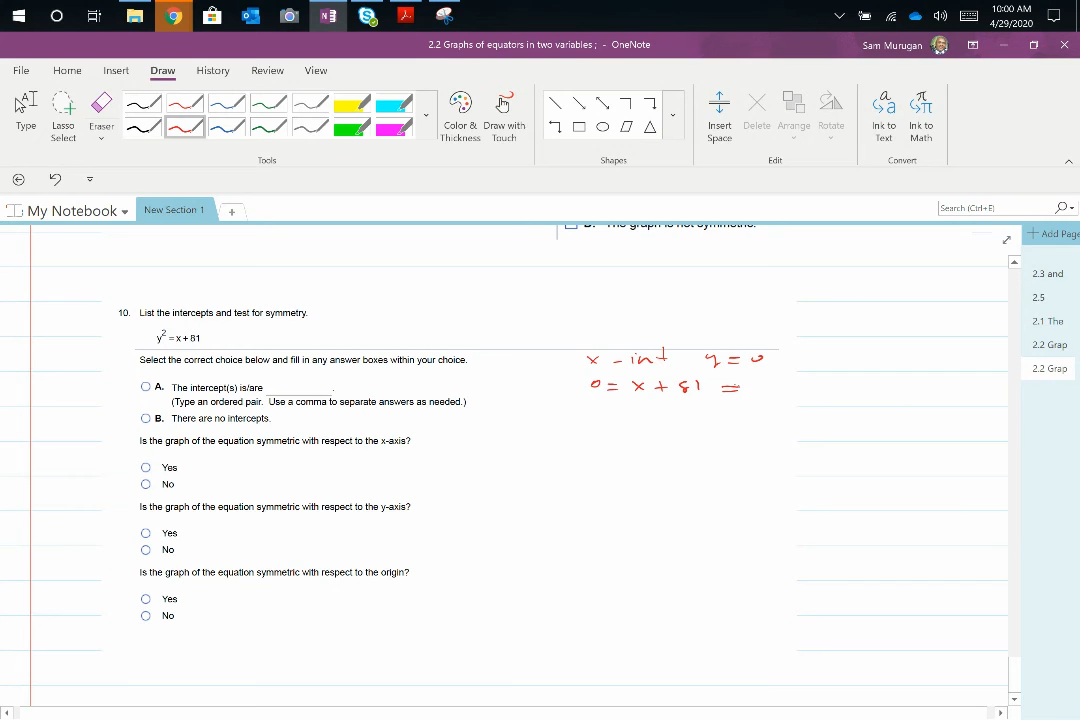 10:00 AM
4/29/2020
2.2 Graphs of equators in two variables ; - OneNote
Sam Murugan
File Home Insert Draw History Review View
Type
Lasso Select
Eraser
Color & Thickness
Draw with Touch
Insert Space
Delete
Arrange
Rotate
Ink to Text
Ink to Math
Tools
Shapes
Edit
Convert
My Notebook
New Section 1
Search (Ctrl+E)
Add Page
2.3 and
2.5
2.1 The
2.2 Grap
2.2 Grap
The graph is not symmetric.
10. List the intercepts and test for symmetry.
y² = x + 81
Select the correct choice below and fill in any answer boxes within your choice.
A. The intercept(s) is/are ________.
(Type an ordered pair. Use a comma to separate answers as needed.)
B. There are no intercepts.
Is the graph of the equation symmetric with respect to the x-axis?
Yes
No
Is the graph of the equation symmetric with respect to the y-axis?
Yes
No
Is the graph of the equation symmetric with respect to the origin?
Yes
No
x - int y = 0
0 = x + 81 =